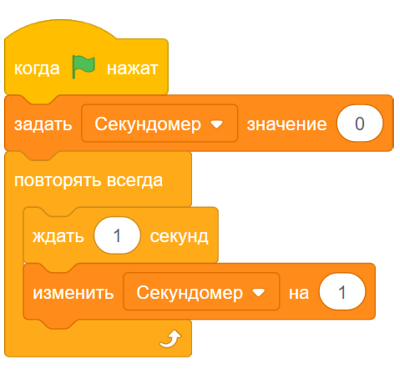 когда нажат
задать Секундомер значение 0
повторять всегда
ждать 1 секунд
изменить Секундомер на 1